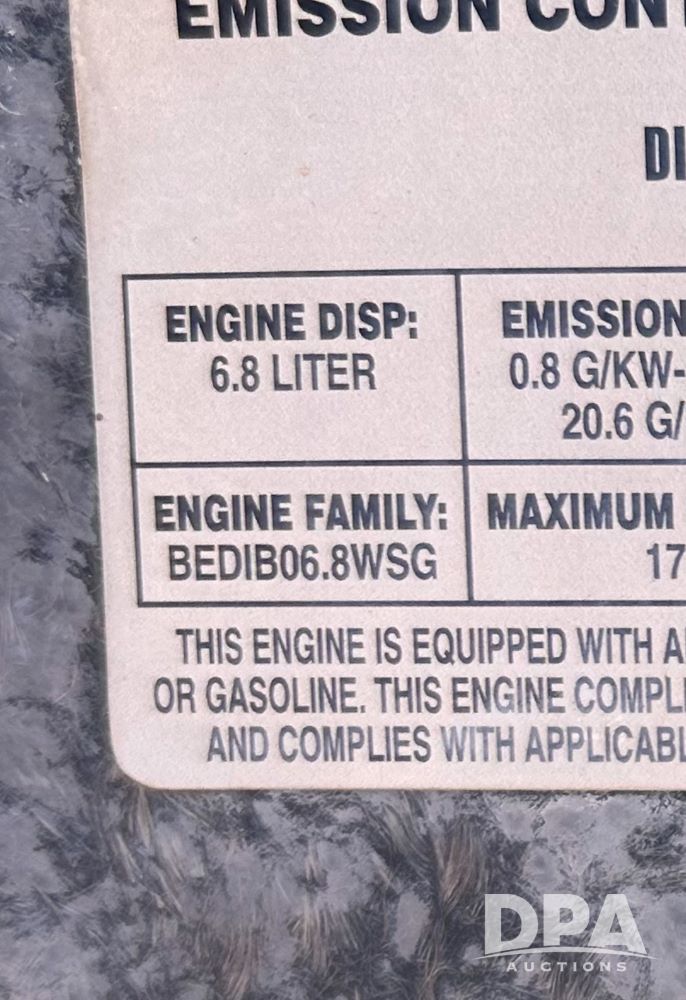 EMISSION CON
DI
ENGINE DISP:
6.8 LITER
EMISSION
0.8 G/KW-
20.6 G/
ENGINE FAMILY:
BEDIB06.8WSG
MAXIMUM
17
THIS ENGINE IS EQUIPPED WITH A
OR GASOLINE. THIS ENGINE COMPLI
AND COMPLIES WITH APPLICABL
DPA
AUCTIONS